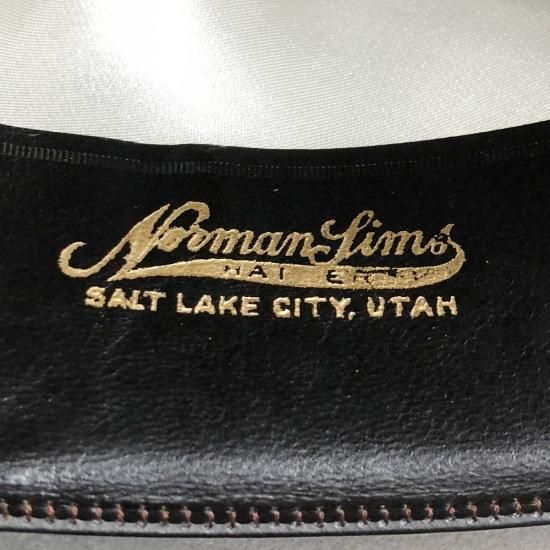 Norman Sims
SALT LAKE CITY, UTAH